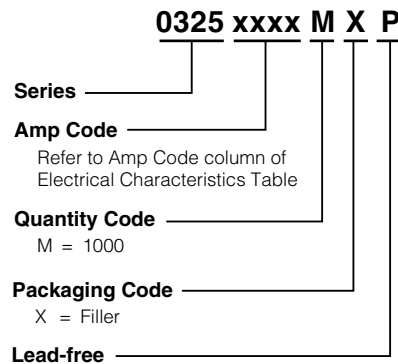 0325 xxxx M X P
Series
Amp Code
Refer to Amp Code column of
Electrical Characteristics Table
Quantity Code
M = 1000
Packaging Code
X = Filler
Lead-free